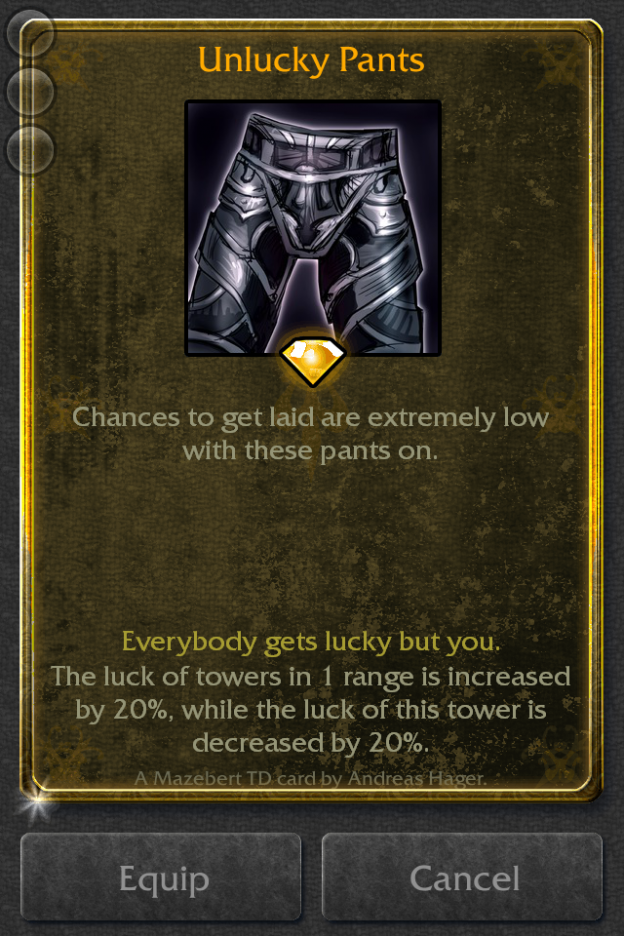 Unlucky Pants
Chances to get laid are extremely low
with these pants on.
Everybody gets lucky but you.
The luck of towers in 1 range is increased
by 20%, while the luck of this tower is
decreased by 20%.
A Mazebert TD card by Andreas Hager.
Equip
Cancel